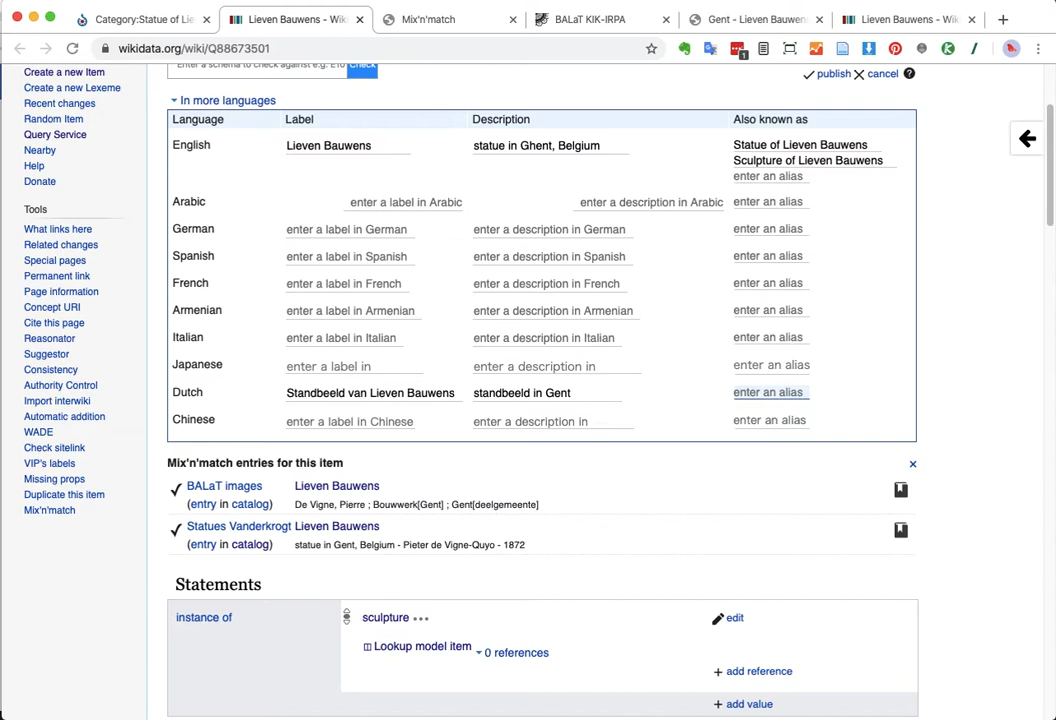 Category:Statue of Lie
Lieven Bauwens - Wiki
Mix'n'match
BALaT KIK-IRPA
Gent - Lieven Bauwens
Lieven Bauwens - Wiki
wikidata.org/wiki/Q88673501
1
Create a new Item
Create a new Lexeme
Recent changes
Random Item
Query Service
Nearby
Help
Donate
Tools
What links here
Related changes
Special pages
Permanent link
Page information
Concept URI
Cite this page
Reasonator
Suggestor
Consistency
Authority Control
Import interwiki
Automatic addition
WADE
Check sitelink
VIP's labels
Missing props
Duplicate this item
Mix'n'match
Enter a schema to check against e.g. E10 Check
publish cancel ?
In more languages
Language Label Description Also known as
English Lieven Bauwens statue in Ghent, Belgium Statue of Lieven Bauwens
Sculpture of Lieven Bauwens
enter an alias
Arabic enter a label in Arabic enter a description in Arabic enter an alias
German enter a label in German enter a description in German enter an alias
Spanish enter a label in Spanish enter a description in Spanish enter an alias
French enter a label in French enter a description in French enter an alias
Armenian enter a label in Armenian enter a description in Armenian enter an alias
Italian enter a label in Italian enter a description in Italian enter an alias
Japanese enter a label in enter a description in enter an alias
Dutch Standbeeld van Lieven Bauwens standbeeld in Gent enter an alias
Chinese enter a label in Chinese enter a description in enter an alias
Mix'n'match entries for this item
BALaT images Lieven Bauwens
(entry in catalog) De Vigne, Pierre ; Bouwwerk[Gent] ; Gent[deelgemeente]
Statues Vanderkrogt Lieven Bauwens
(entry in catalog) statue in Gent, Belgium - Pieter de Vigne-Quyo - 1872
Statements
instance of sculpture edit
Lookup model item 0 references
+ add reference
+ add value